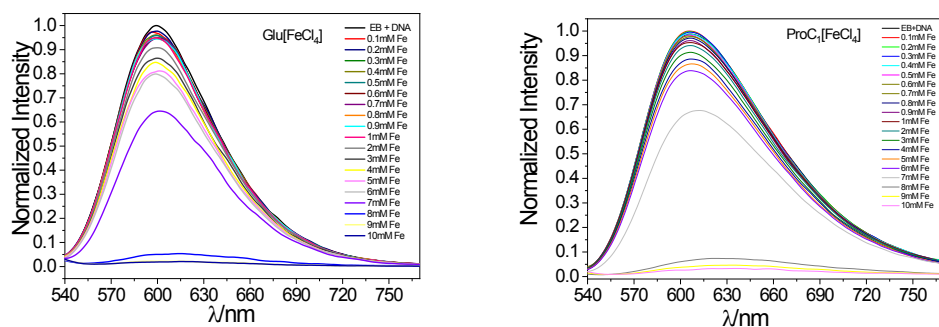 Normalized Intensity
1.0
0.9
0.8
0.7
0.6
0.5
0.4
0.3
0.2
0.1
0.0
540 570 600 630 660 690 720 750
λ/nm
Glu[FeCl4]
EB + DNA
0.1mM Fe
0.2mM Fe
0.3mM Fe
0.4mM Fe
0.5mM Fe
0.6mM Fe
0.7mM Fe
0.8mM Fe
0.9mM Fe
1mM Fe
2mM Fe
3mM Fe
4mM Fe
5mM Fe
6mM Fe
7mM Fe
8mM Fe
9mM Fe
10mM Fe
Normalized Intensity
1.0
0.9
0.8
0.7
0.6
0.5
0.4
0.3
0.2
0.1
0.0
540 570 600 630 660 690 720 750
λ/nm
ProC1[FeCl4]
EB+DNA
0.1mM Fe
0.2mM Fe
0.3mM Fe
0.4mM Fe
0.5mM Fe
0.6mM Fe
0.7mM Fe
0.8mM Fe
0.9mM Fe
1mM Fe
2mM Fe
3mM Fe
4mM Fe
5mM Fe
6mM Fe
7mM Fe
8mM Fe
9mM Fe
10mM Fe